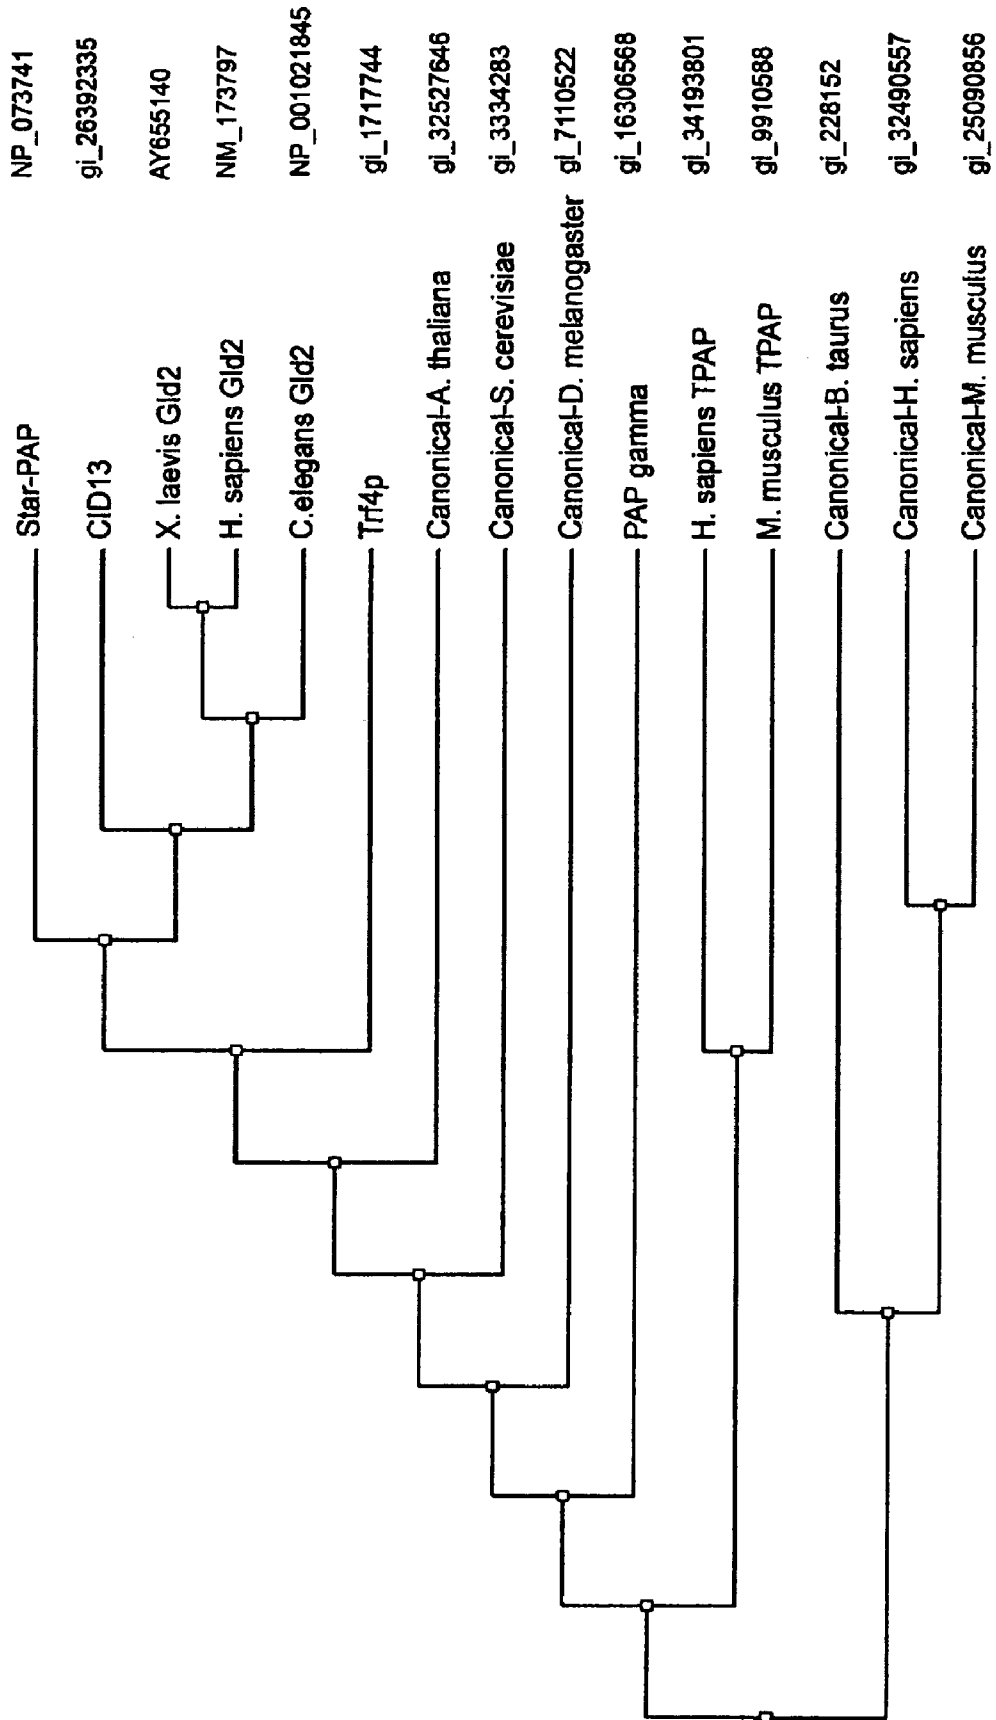 Star-PAP NP_073741
CID13 gi_26392335
X. laevis Gld2 AY655140
H. sapiens Gld2 NM_173797
C.elegans Gld2 NP_001021845
Trf4p gi_1717744
Canonical-A. thaliana gi_32527646
Canonical-S. cerevisiae gi_3334283
Canonical-D. melanogaster gi_7110522
PAP gamma gi_16306568
H. sapiens TPAP gi_34193801
M. musculus TPAP gi_9910588
Canonical-B. taurus gi_228152
Canonical-H. sapiens gi_32490557
Canonical-M. musculus gi_25090856